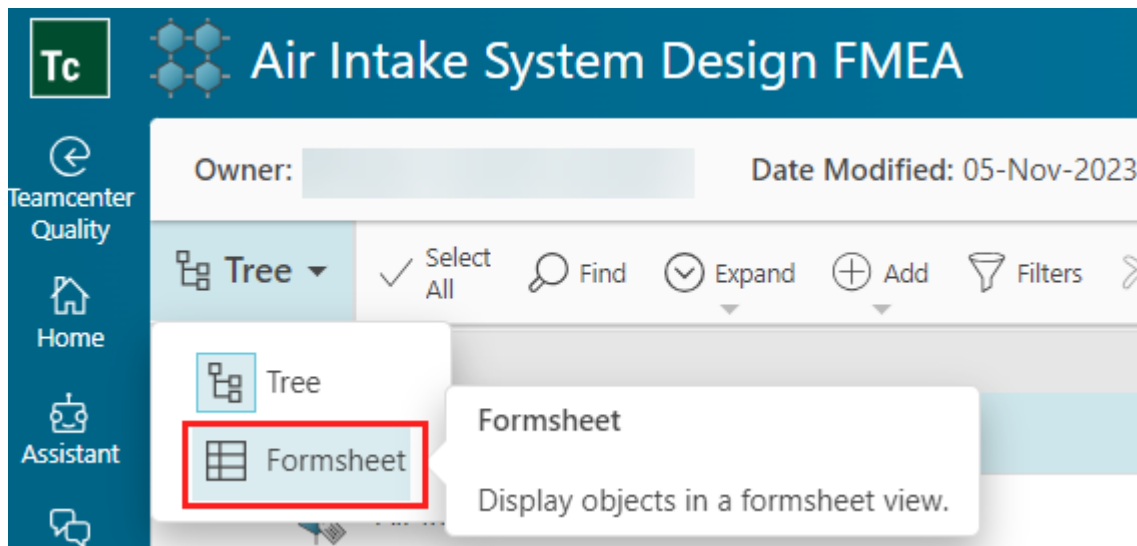 Tc
Air Intake System Design FMEA
Teamcenter
Quality
Home
Assistant
Owner:
Date Modified: 05-Nov-2023
Tree
Select
All
Find
Expand
Add
Filters
Tree
Formsheet
Formsheet
Display objects in a formsheet view.